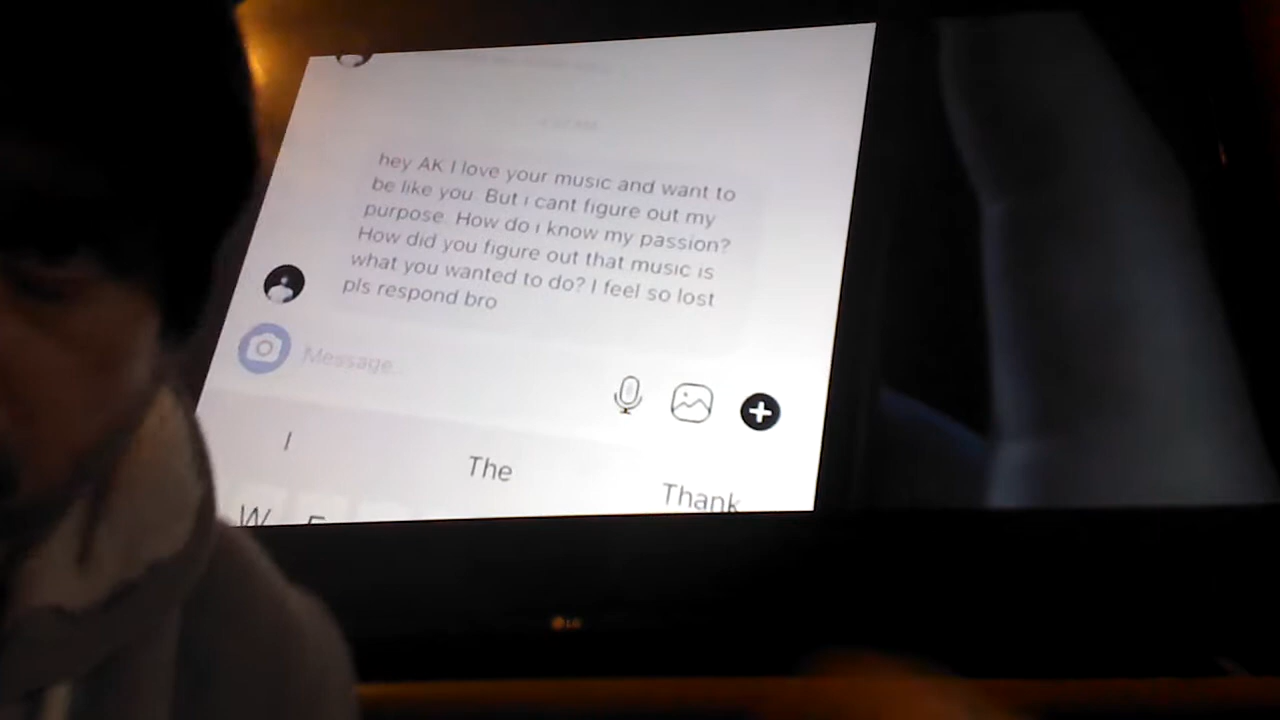 hey AK I love your music and want to
be like you. But i cant figure out my
purpose. How do i know my passion?
How did you figure out that music is
what you wanted to do? I feel so lost
pls respond bro
Message...
I
The
Thank
W
LG